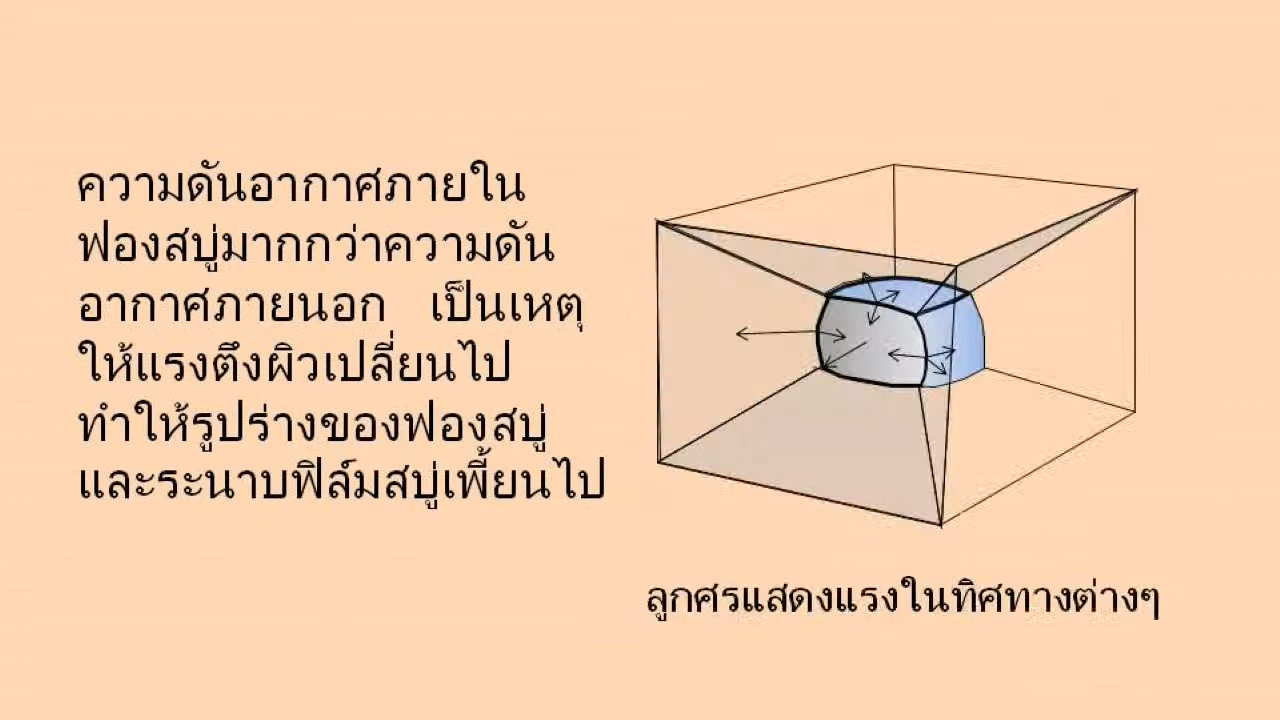 ความดันอากาศภายใน
ฟองสบู่มากกว่าความดัน
อากาศภายนอก เป็นเหตุ
ให้แรงตึงผิวเปลี่ยนไป
ทำให้รูปร่างของฟองสบู่
และระนาบฟิล์มสบู่เพี้ยนไป
ลูกศรแสดงแรงในทิศทางต่างๆ